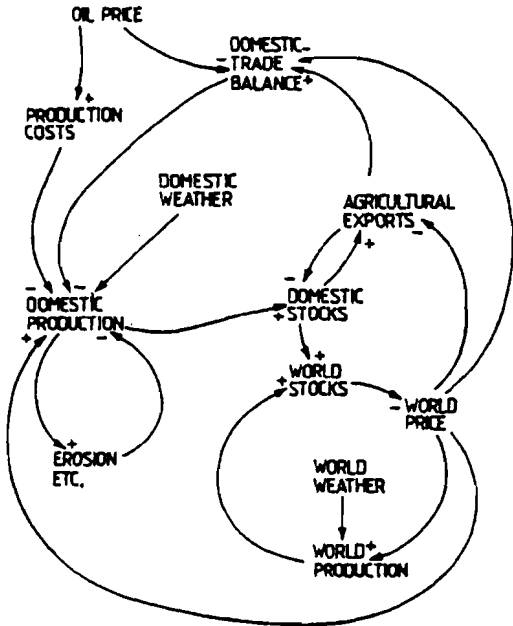 OIL PRICE
DOMESTIC -
- TRADE
BALANCE +
+
PRODUCTION
COSTS
DOMESTIC
WEATHER
AGRICULTURAL
EXPORTS -
+
- -
DOMESTIC
PRODUCTION
+ -
-
DOMESTIC
+ STOCKS
+
+ WORLD
STOCKS
- WORLD
PRICE
+
EROSION
ETC.
WORLD
WEATHER
WORLD +
PRODUCTION